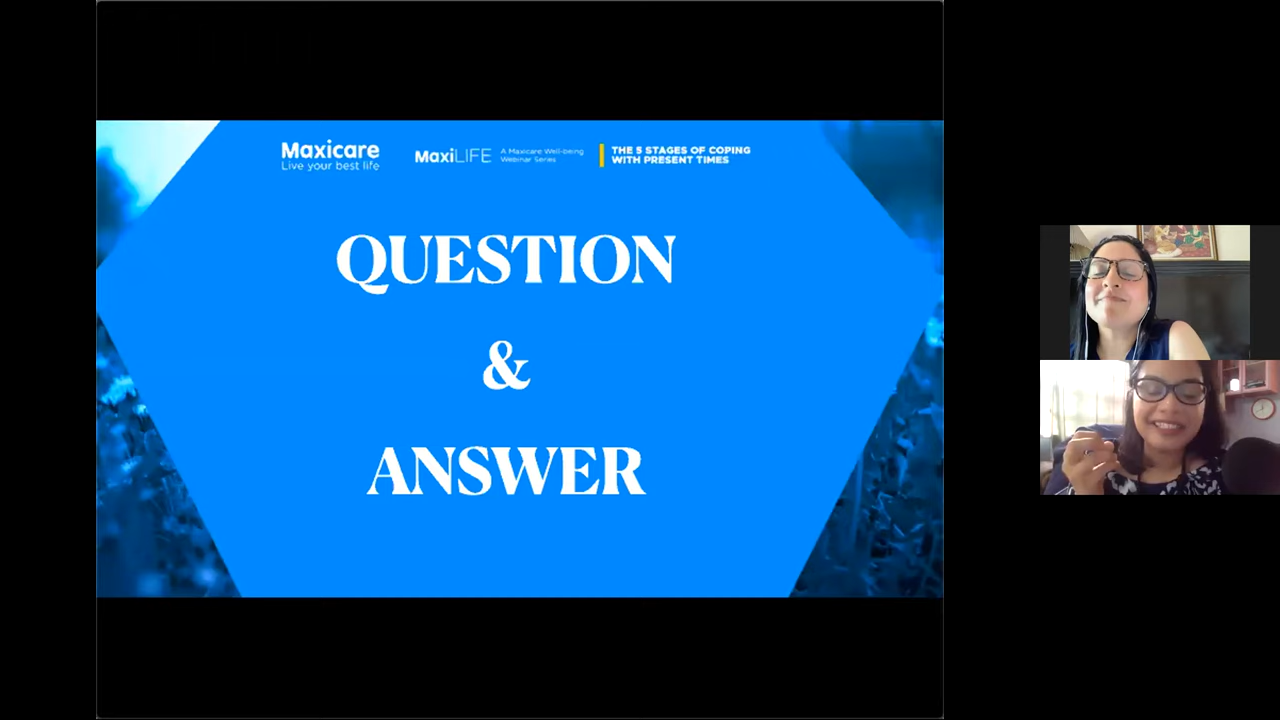 Maxicare
Live your best life
MaxiLIFE
A Maxicare Well-being
Webinar Series
THE 5 STAGES OF COPING
WITH PRESENT TIMES
QUESTION
&
ANSWER